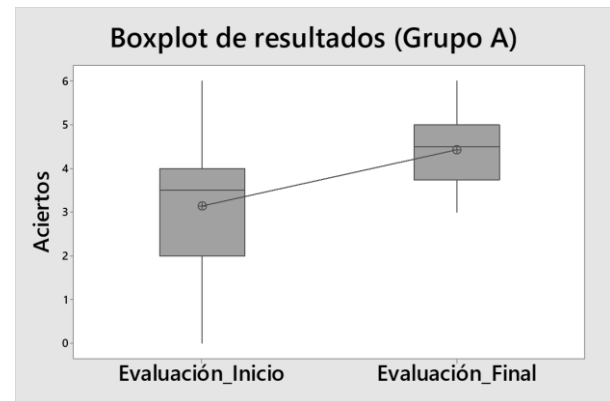 Boxplot de resultados (Grupo A)
6
5
4
3
2
1
0
Aciertos
Evaluación_Inicio
Evaluación_Final